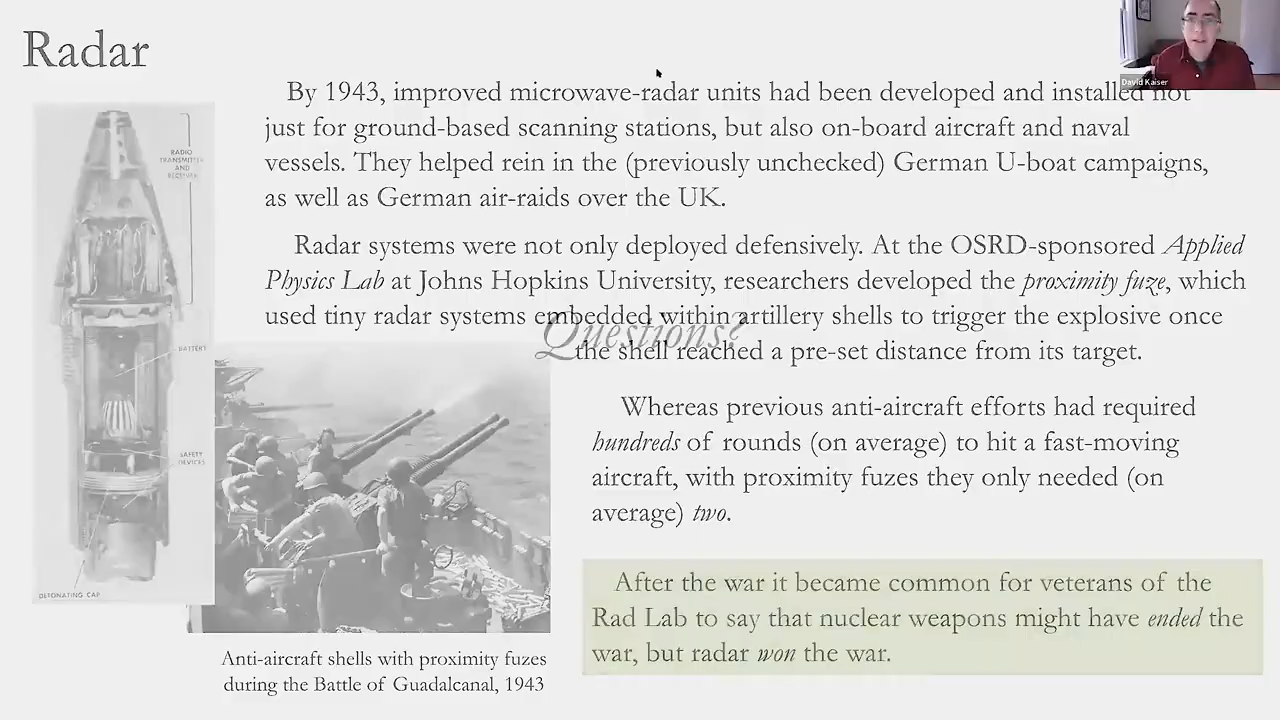 Radar
David Kaiser
By 1943, improved microwave-radar units had been developed and installed not
just for ground-based scanning stations, but also on-board aircraft and naval
vessels. They helped rein in the (previously unchecked) German U-boat campaigns,
as well as German air-raids over the UK.
Radar systems were not only deployed defensively. At the OSRD-sponsored Applied
Physics Lab at Johns Hopkins University, researchers developed the proximity fuze, which
used tiny radar systems embedded within artillery shells to trigger the explosive once
the shell reached a pre-set distance from its target.
Questions?
Whereas previous anti-aircraft efforts had required
hundreds of rounds (on average) to hit a fast-moving
aircraft, with proximity fuzes they only needed (on
average) two.
After the war it became common for veterans of the
Rad Lab to say that nuclear weapons might have ended the
war, but radar won the war.
RADIO
TRANSMITTER
AND
RECEIVER
BATTERY
SAFETY
DEVICES
DETONATING CAP
Anti-aircraft shells with proximity fuzes
during the Battle of Guadalcanal, 1943